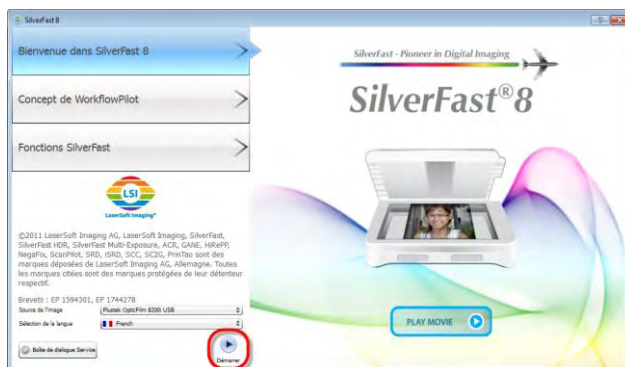 SilverFast 8
Bienvenue dans SilverFast 8
Concept de WorkflowPilot
Fonctions SilverFast
LSI
LaserSoft Imaging®
©2011 LaserSoft Imaging AG, LaserSoft Imaging, SilverFast,
SilverFast HDR, SilverFast Multi-Exposure, ACR, GANE, HiRePP,
NegaFix, ScanPilot, SRD, iSRD, SCC, SC2G, PrinTao sont des
marques déposées de LaserSoft Imaging AG, Allemagne. Toutes
les marques citées sont des marques protégées de leur détenteur
respectif.
Brevets : EP 1594301, EP 1744278
Source de l'image
Plustek OpticFilm 8200i USB
Sélection de la langue
French
Boîte de dialogue Service
Démarrer
SilverFast - Pioneer in Digital Imaging
SilverFast®8
PLAY MOVIE